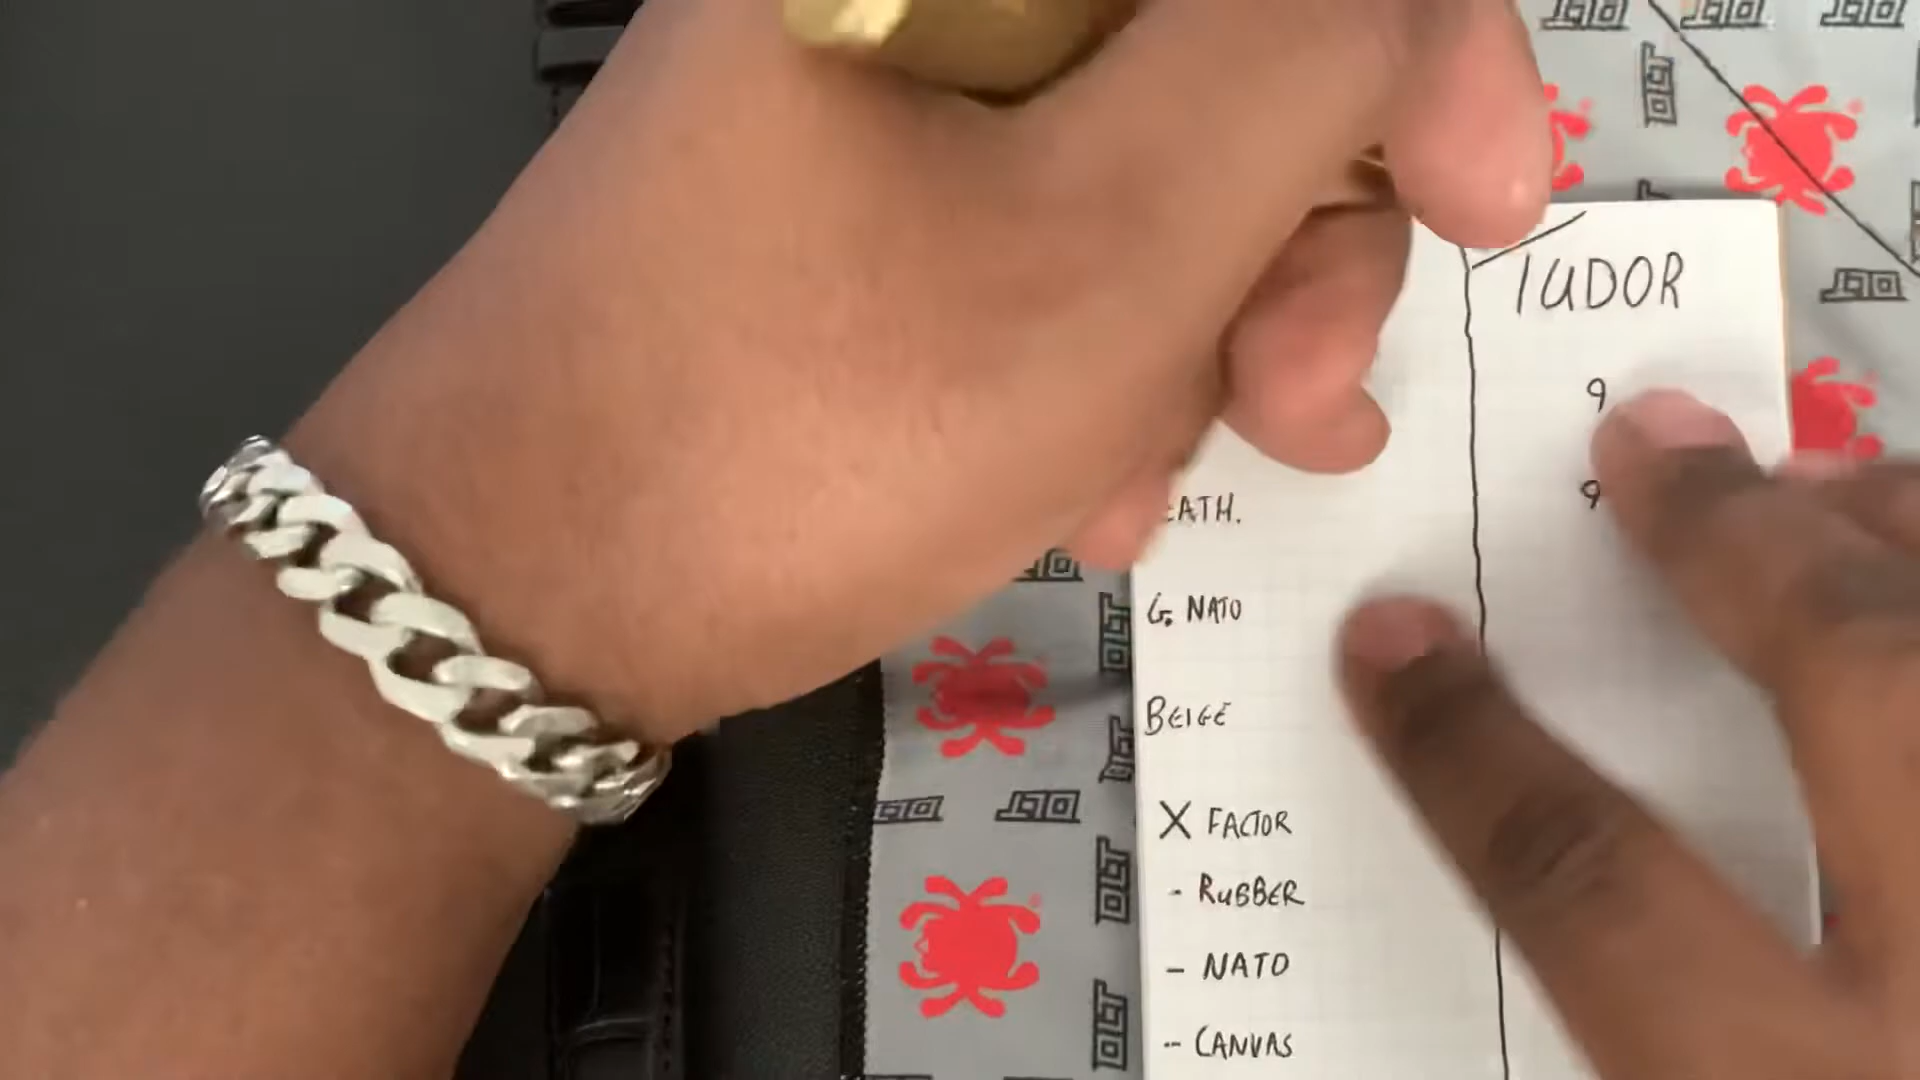 TUDOR
9
EATH. 9
G. NATO
BEIGE
X FACTOR
- RUBBER
- NATO
- CANVAS